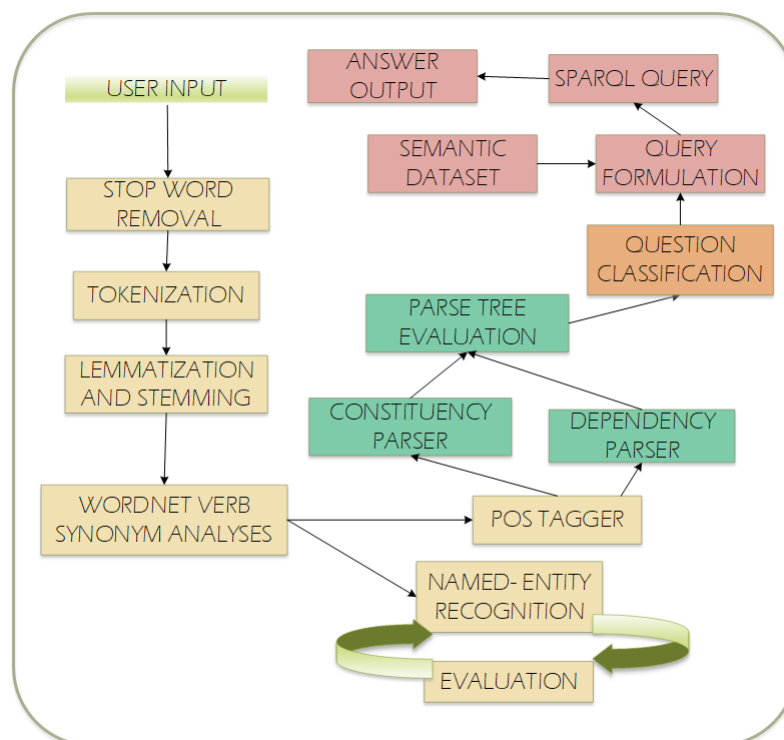 USER INPUT
STOP WORD
REMOVAL
TOKENIZATION
LEMMATIZATION
AND STEMMING
WORDNET VERB
SYNONYM ANALYSES
POS TAGGER
NAMED- ENTITY
RECOGNITION
EVALUATION
CONSTITUENCY
PARSER
DEPENDENCY
PARSER
PARSE TREE
EVALUATION
QUESTION
CLASSIFICATION
SEMANTIC
DATASET
QUERY
FORMULATION
SPARQL QUERY
ANSWER
OUTPUT